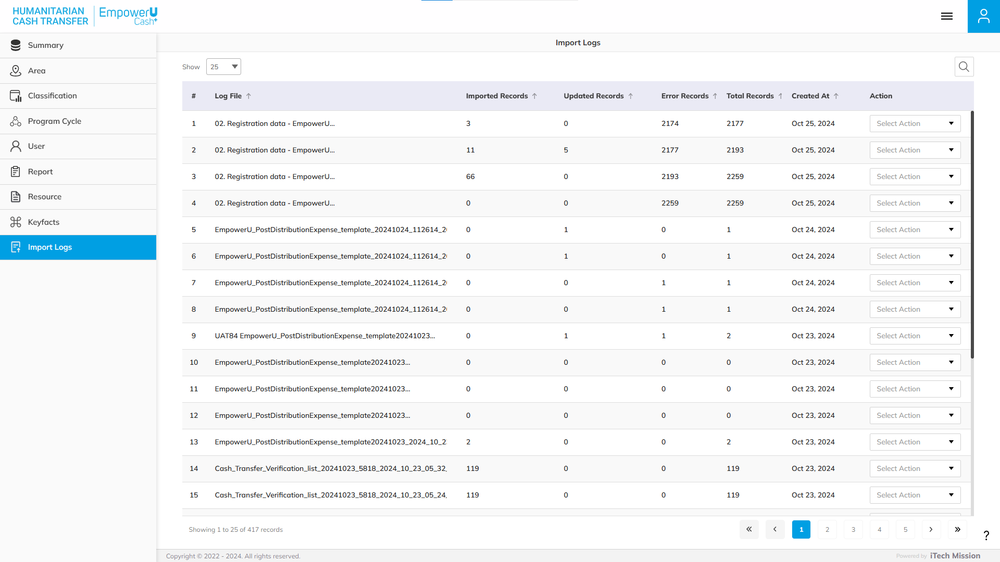 HUMANITARIAN
CASH TRANSFER
EmpowerU
Cash+
Summary
Area
Classification
Program Cycle
User
Report
Resource
Keyfacts
Import Logs
Import Logs
Show 25
# Log File Imported Records Updated Records Error Records Total Records Created At Action
1 02. Registration data - EmpowerU... 3 0 2174 2177 Oct 25, 2024 Select Action
2 02. Registration data - EmpowerU... 11 5 2177 2193 Oct 25, 2024 Select Action
3 02. Registration data - EmpowerU... 66 0 2193 2259 Oct 25, 2024 Select Action
4 02. Registration data - EmpowerU... 0 0 2259 2259 Oct 25, 2024 Select Action
5 EmpowerU_PostDistributionExpense_template_20241024_112614_2 0 1 0 1 Oct 24, 2024 Select Action
6 EmpowerU_PostDistributionExpense_template_20241024_112614_2 0 1 0 1 Oct 24, 2024 Select Action
7 EmpowerU_PostDistributionExpense_template_20241024_112614_2 0 0 1 1 Oct 24, 2024 Select Action
8 EmpowerU_PostDistributionExpense_template_20241024_112614_2 0 0 1 1 Oct 24, 2024 Select Action
9 UAT84 EmpowerU_PostDistributionExpense_template20241023... 0 1 1 2 Oct 23, 2024 Select Action
10 EmpowerU_PostDistributionExpense_template20241023... 0 0 0 0 Oct 23, 2024 Select Action
11 EmpowerU_PostDistributionExpense_template20241023... 0 0 0 0 Oct 23, 2024 Select Action
12 EmpowerU_PostDistributionExpense_template20241023... 0 0 0 0 Oct 23, 2024 Select Action
13 EmpowerU_PostDistributionExpense_template20241023_2024_10_2 2 0 0 2 Oct 23, 2024 Select Action
14 Cash_Transfer_Verification_list_20241023_5818_2024_10_23_05_32_ 119 0 0 119 Oct 23, 2024 Select Action
15 Cash_Transfer_Verification_list_20241023_5818_2024_10_23_05_24_ 119 0 0 119 Oct 23, 2024 Select Action
Showing 1 to 25 of 417 records
« ‹ 1 2 3 4 5 › »
?
Copyright © 2022 - 2024. All rights reserved.
Powered by iTech Mission